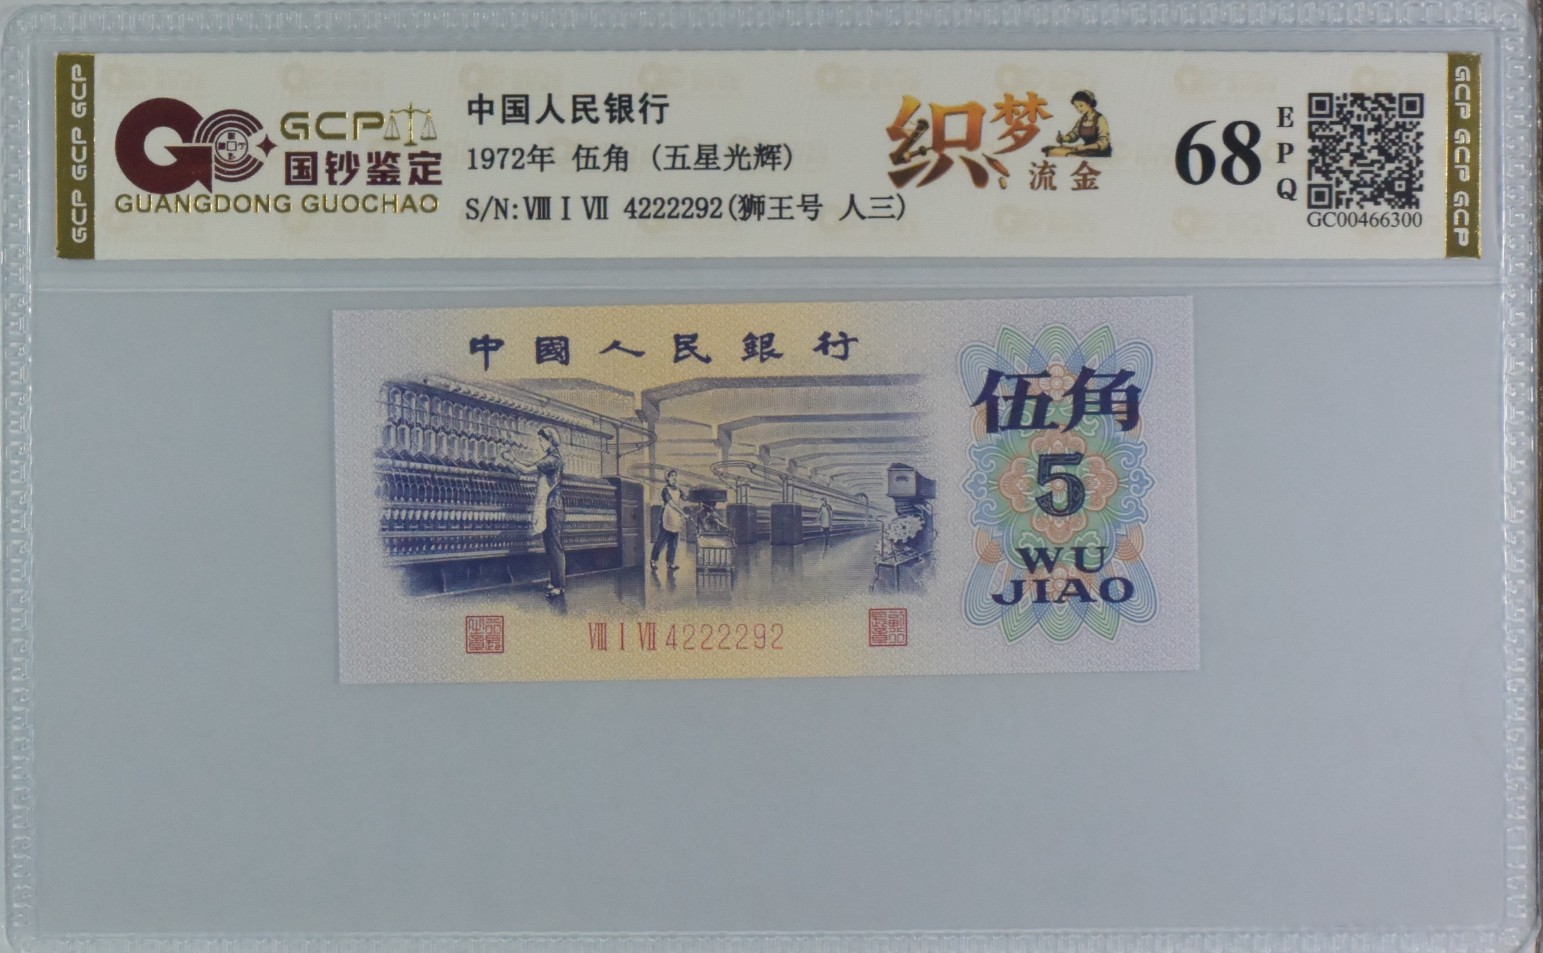 GCP GCP GCP
GCP
国钞鉴定
GUANGDONG GUOCHAO
中国人民银行
1972年 伍角 (五星光辉)
S/N:Ⅷ Ⅰ Ⅶ 4222292(狮王号 人三)
织梦
流金
68
EPQ
GC00466300
GCP GCP GCP
中國人民銀行
伍角
5
WU
JIAO
Ⅷ Ⅰ Ⅶ 4222292